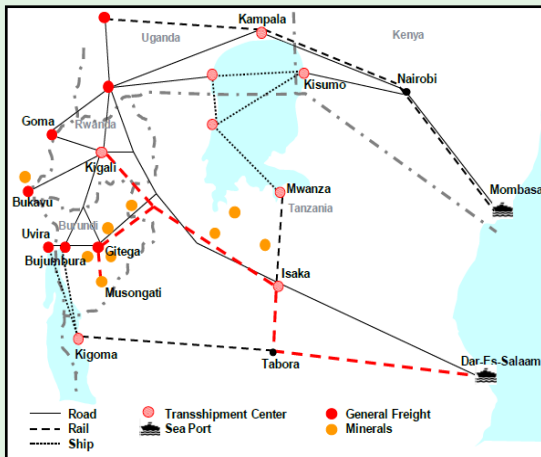 Kampala
Uganda
Kenya
Kisumo
Nairobi
Goma
Rwanda
Kigali
Mombasa
Mwanza
Bukavu
Tanzania
Burundi
Uvira
Bujumbura
Gitega
Musongati
Isaka
Kigoma
Tabora
Dar-Es-Salaam
Road
Rail
Ship
Transshipment Center
Sea Port
General Freight
Minerals